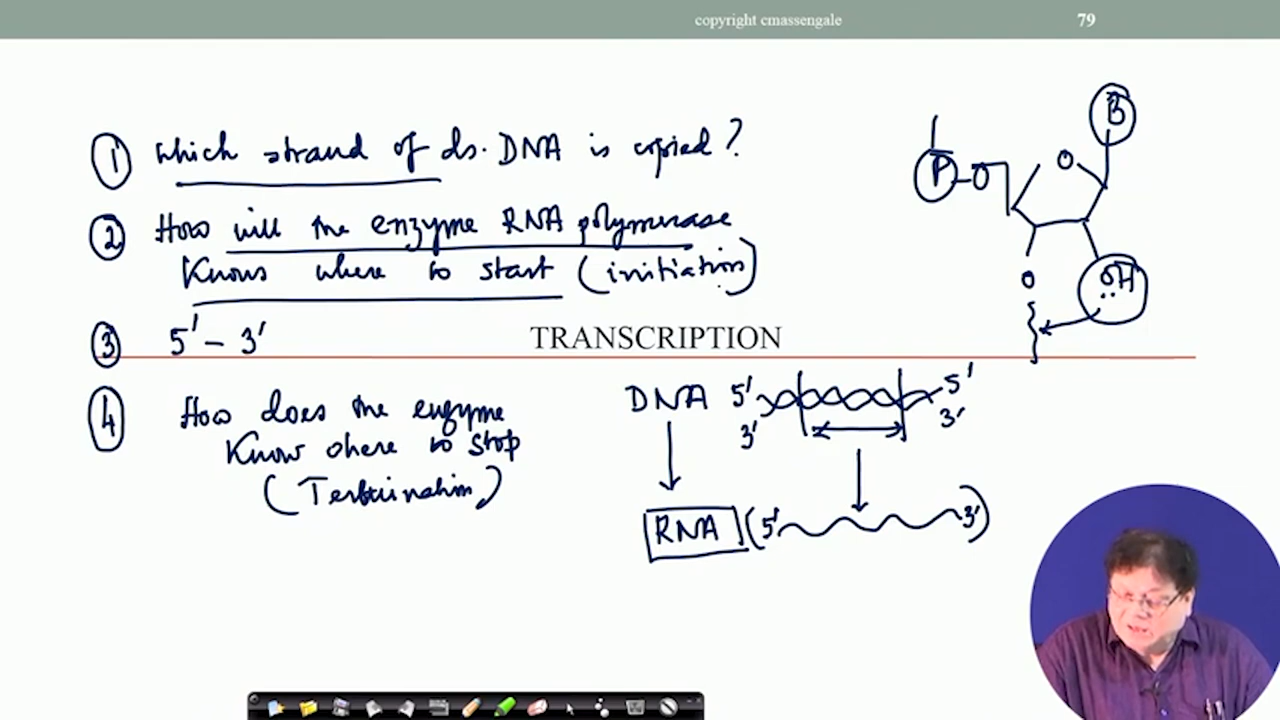 copyright cmassengale
79
① Which strand of ds. DNA is copied?
② How will the enzyme RNA polymerase
Knows where to start (initiation)
③ 5' - 3'
TRANSCRIPTION
④ How does the enzyme
Know where to stop
(Termination)
B
P-O
O
O
ÖH
DNA 5' 5'
3' 3'
RNA (5' 3')